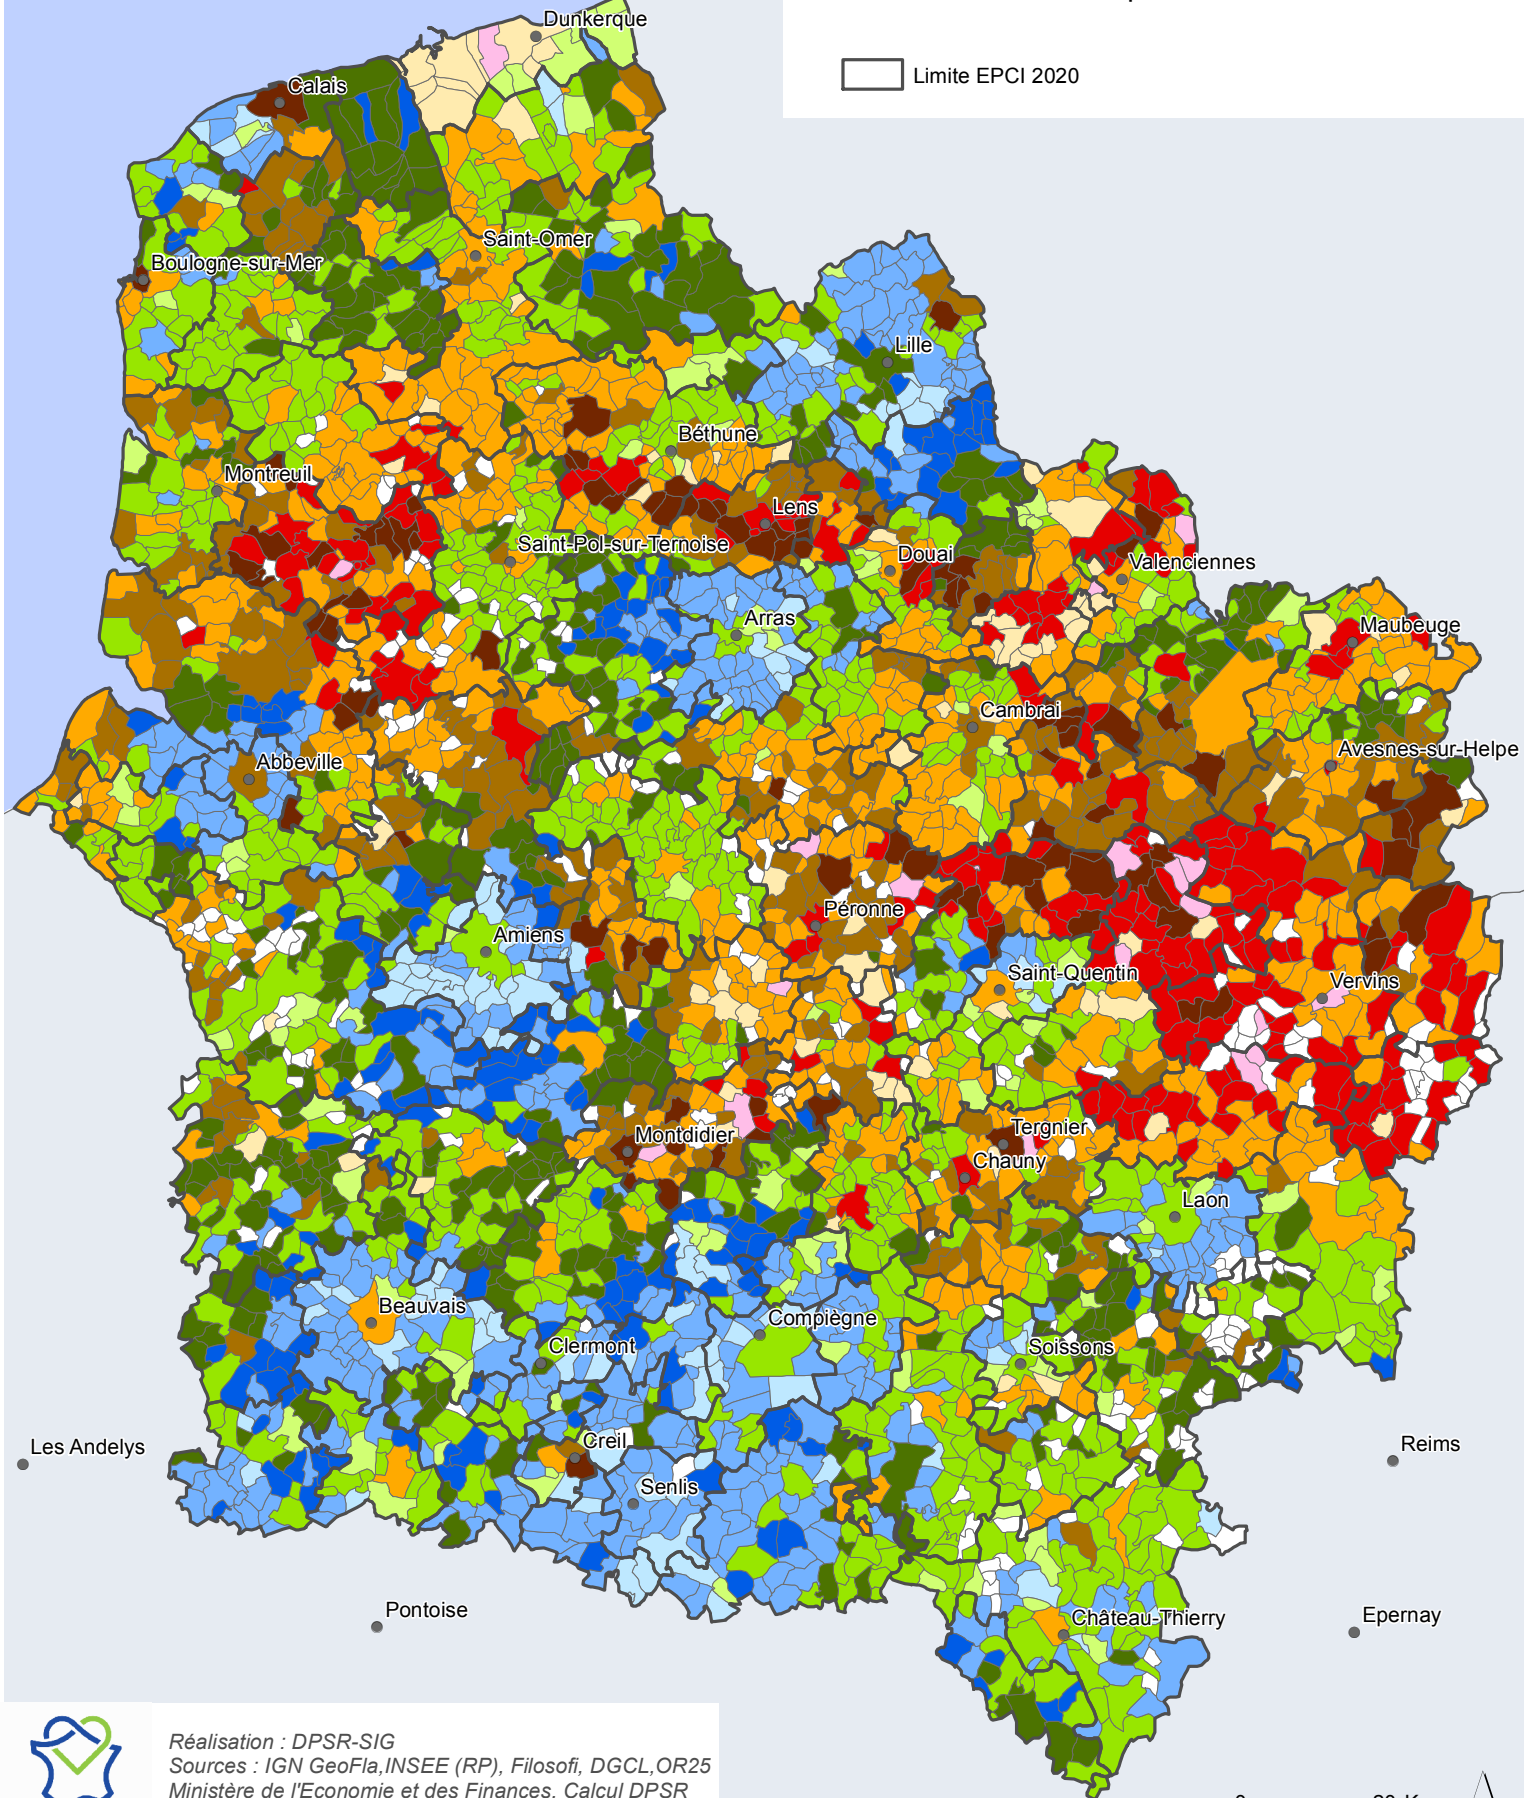 Dunkerque
Limite EPCI 2020
Calais
Saint-Omer
Boulogne-sur-Mer
Lille
Béthune
Montreuil
Lens
Saint-Pol-sur-Ternoise
Douai
Valenciennes
Arras
Maubeuge
Cambrai
Avesnes-sur-Helpe
Abbeville
Péronne
Amiens
Saint-Quentin
Vervins
Montdidier
Tergnier
Chauny
Laon
Beauvais
Compiègne
Clermont
Soissons
Creil
Les Andelys
Reims
Senlis
Pontoise
Château-Thierry
Epernay
Réalisation : DPSR-SIG
Sources : IGN GeoFla,INSEE (RP), Filosofi, DGCL,OR25
Ministère de l'Economie et des Finances, Calcul DPSR